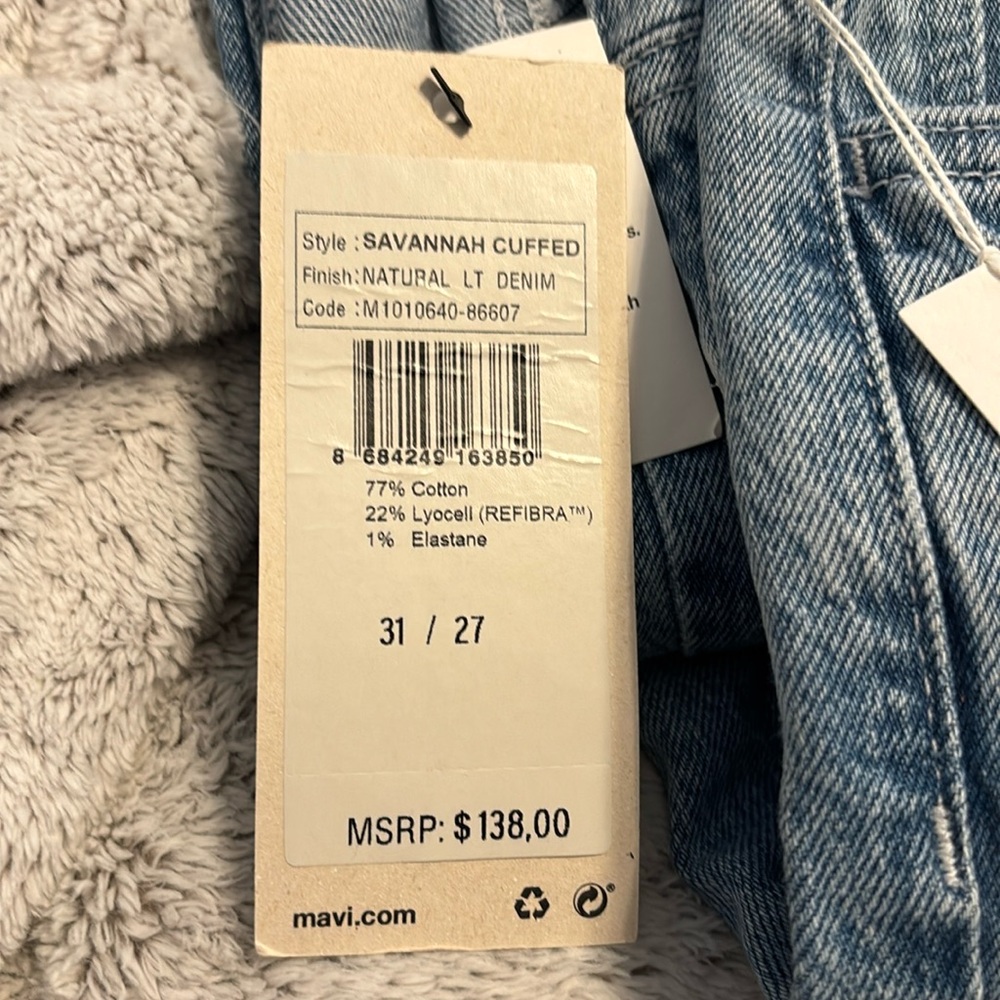 Style : SAVANNAH CUFFED
Finish: NATURAL LT DENIM
Code : M1010640-86607
8 684249 163850
77% Cotton
22% Lyocell (REFIBRA™)
1% Elastane
31 / 27
MSRP: $138,00
mavi.com